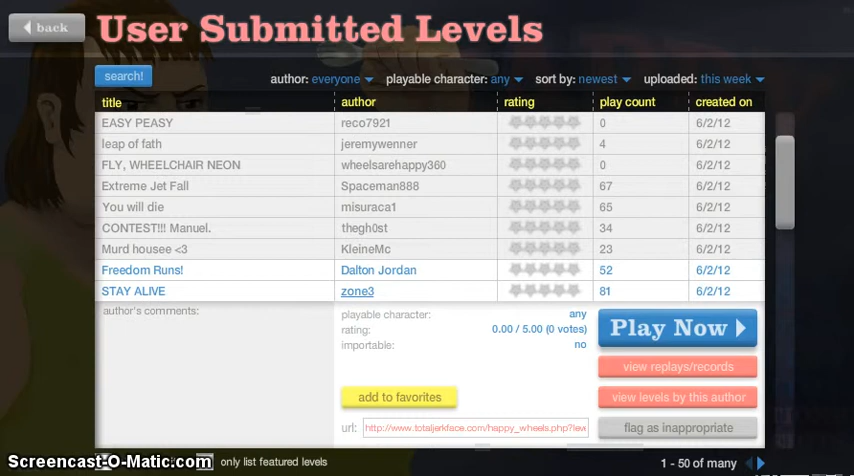 back
User Submitted Levels
search!
author: everyone playable character: any sort by: newest uploaded: this week
title author rating play count created on
EASY PEASY reco7921 0 6/2/12
leap of fath jeremywenner 4 6/2/12
FLY, WHEELCHAIR NEON wheelsarehappy360 0 6/2/12
Extreme Jet Fall Spaceman888 67 6/2/12
You will die misuraca1 65 6/2/12
CONTEST!!! Manuel. thegh0st 34 6/2/12
Murd housee <3 KleineMc 23 6/2/12
Freedom Runs! Dalton Jordan 52 6/2/12
STAY ALIVE zone3 81 6/2/12
author's comments:
playable character: any
rating: 0.00 / 5.00 (0 votes)
importable: no
Play Now
view replays/records
add to favorites
view levels by this author
url: http://www.totaljerkface.com/happy_wheels.php?leve
flag as inappropriate
Screencast-O-Matic.com
only list featured levels
1 - 50 of many